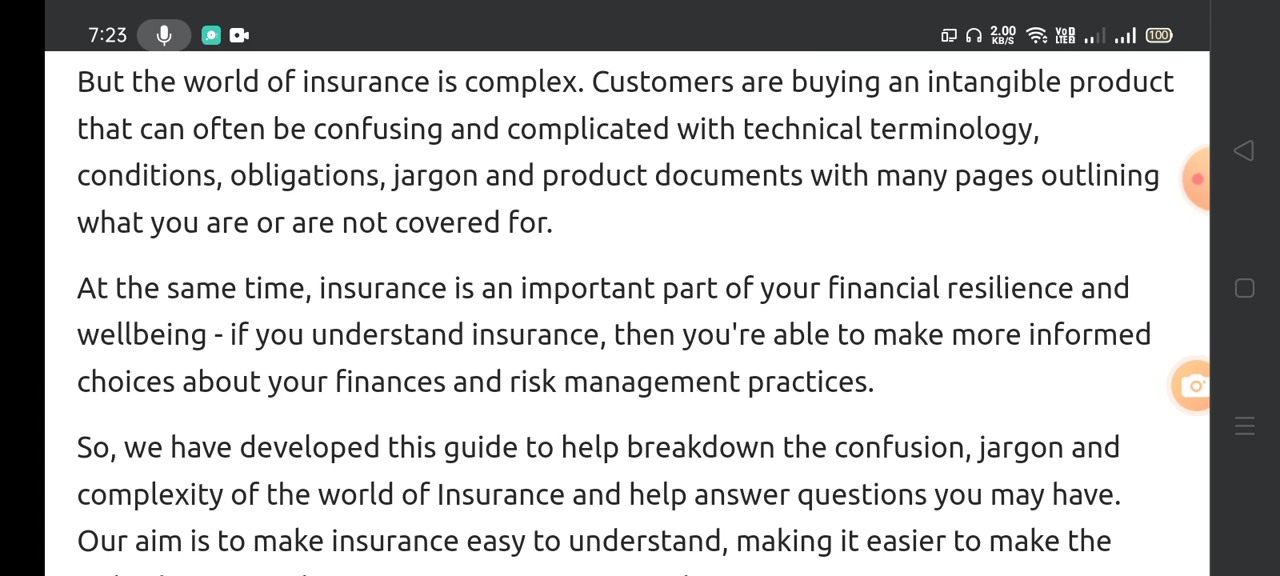 7:23
2.00
KB/S
VoD
LTE2
100
But the world of insurance is complex. Customers are buying an intangible product
that can often be confusing and complicated with technical terminology,
conditions, obligations, jargon and product documents with many pages outlining
what you are or are not covered for.
At the same time, insurance is an important part of your financial resilience and
wellbeing - if you understand insurance, then you're able to make more informed
choices about your finances and risk management practices.
So, we have developed this guide to help breakdown the confusion, jargon and
complexity of the world of Insurance and help answer questions you may have.
Our aim is to make insurance easy to understand, making it easier to make the